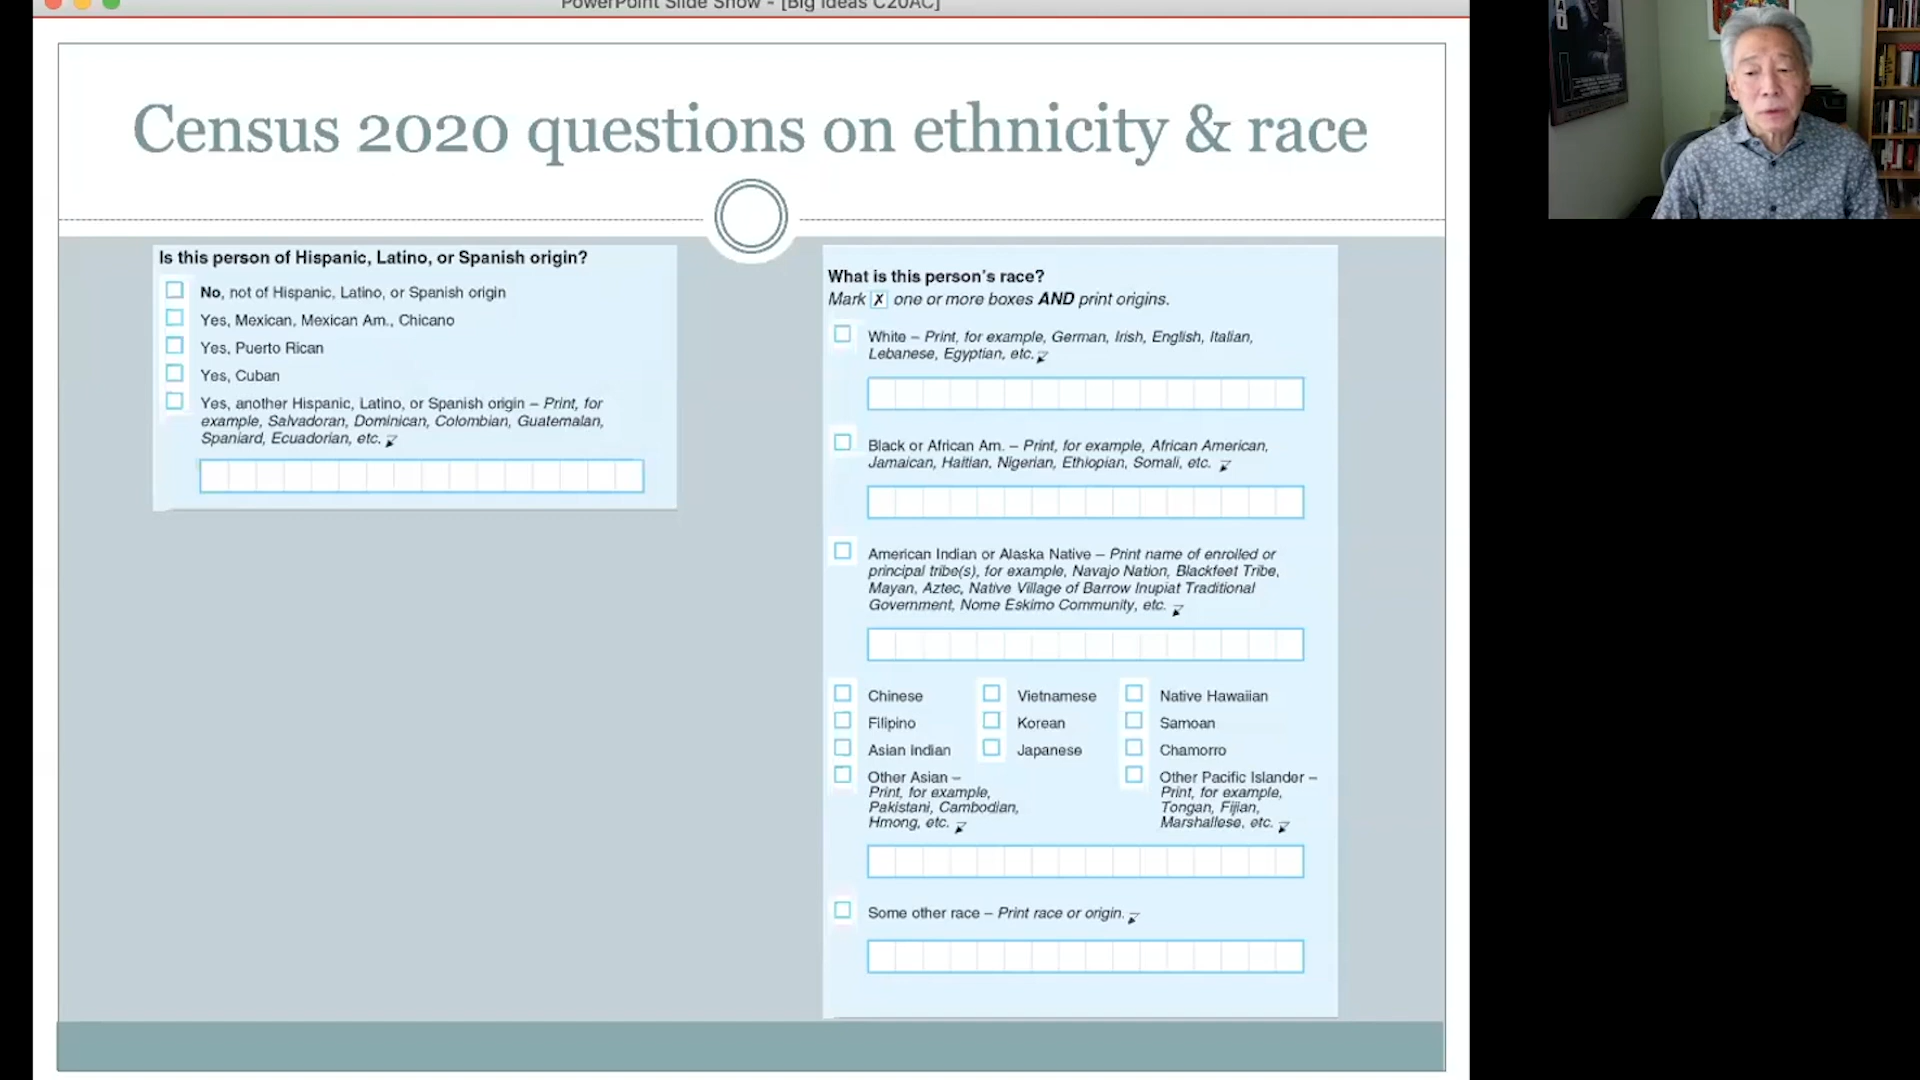 PowerPoint Slide Show - [Big Ideas C20AC]
Census 2020 questions on ethnicity & race
Is this person of Hispanic, Latino, or Spanish origin?
No, not of Hispanic, Latino, or Spanish origin
Yes, Mexican, Mexican Am., Chicano
Yes, Puerto Rican
Yes, Cuban
Yes, another Hispanic, Latino, or Spanish origin – Print, for
example, Salvadoran, Dominican, Colombian, Guatemalan,
Spaniard, Ecuadorian, etc.
What is this person's race?
Mark X one or more boxes AND print origins.
White – Print, for example, German, Irish, English, Italian,
Lebanese, Egyptian, etc.
Black or African Am. – Print, for example, African American,
Jamaican, Haitian, Nigerian, Ethiopian, Somali, etc.
American Indian or Alaska Native – Print name of enrolled or
principal tribe(s), for example, Navajo Nation, Blackfeet Tribe,
Mayan, Aztec, Native Village of Barrow Inupiat Traditional
Government, Nome Eskimo Community, etc.
Chinese
Filipino
Asian Indian
Other Asian –
Print, for example,
Pakistani, Cambodian,
Hmong, etc.
Vietnamese
Korean
Japanese
Native Hawaiian
Samoan
Chamorro
Other Pacific Islander –
Print, for example,
Tongan, Fijian,
Marshallese, etc.
Some other race – Print race or origin.